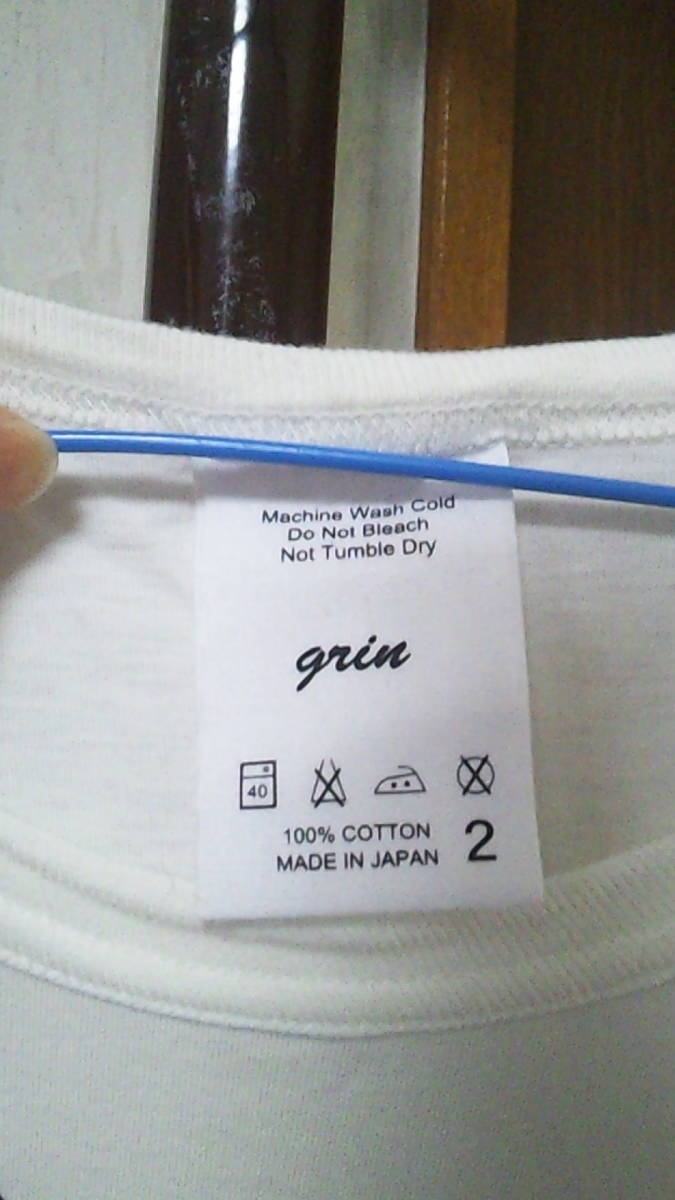 Machine Wash Cold
Do Not Bleach
Not Tumble Dry
grin
40
100% COTTON
MADE IN JAPAN
2